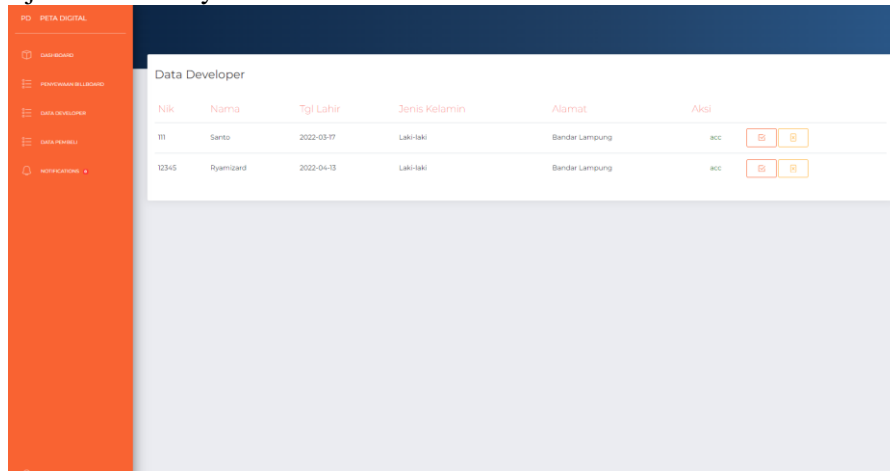 PD PETA DIGITAL
DASHBOARD
PENYEWAAN BILLBOARD
DATA DEVELOPER
DATA PEMBELI
NOTIFICATIONS
Data Developer
Nik Nama Tgl Lahir Jenis Kelamin Alamat Aksi
111 Santo 2022-03-17 Laki-laki Bandar Lampung acc
12345 Ryamizard 2022-04-13 Laki-laki Bandar Lampung acc